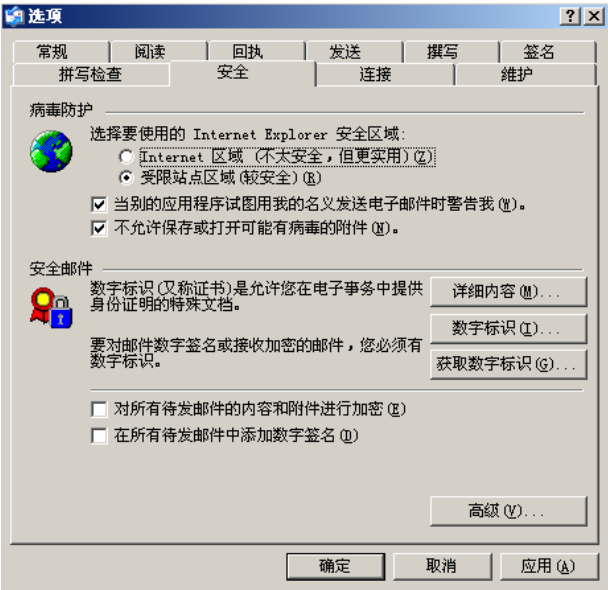 选项
常规 阅读 回执 发送 撰写 签名
拼写检查 安全 连接 维护
病毒防护
选择要使用的 Internet Explorer 安全区域:
Internet 区域 (不太安全，但更实用)(Z)
受限站点区域(较安全)(R)
当别的应用程序试图用我的名义发送电子邮件时警告我(W)。
不允许保存或打开可能有病毒的附件(N)。
安全邮件
数字标识(又称证书)是允许您在电子事务中提供
身份证明的特殊文档。
详细内容(M)...
数字标识(I)...
要对邮件数字签名或接收加密的邮件，您必须有
数字标识。
获取数字标识(G)...
对所有待发邮件的内容和附件进行加密(E)
在所有待发邮件中添加数字签名(D)
高级(V)...
确定 取消 应用(A)